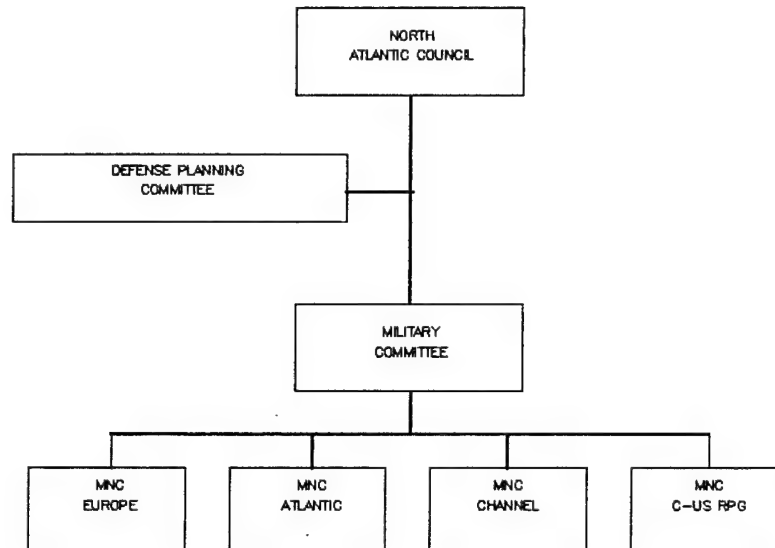 NORTH
ATLANTIC COUNCIL
DEFENSE PLANNING
COMMITTEE
MILITARY
COMMITTEE
MNC
EUROPE
MNC
ATLANTIC
MNC
CHANNEL
MNC
C-US RPG